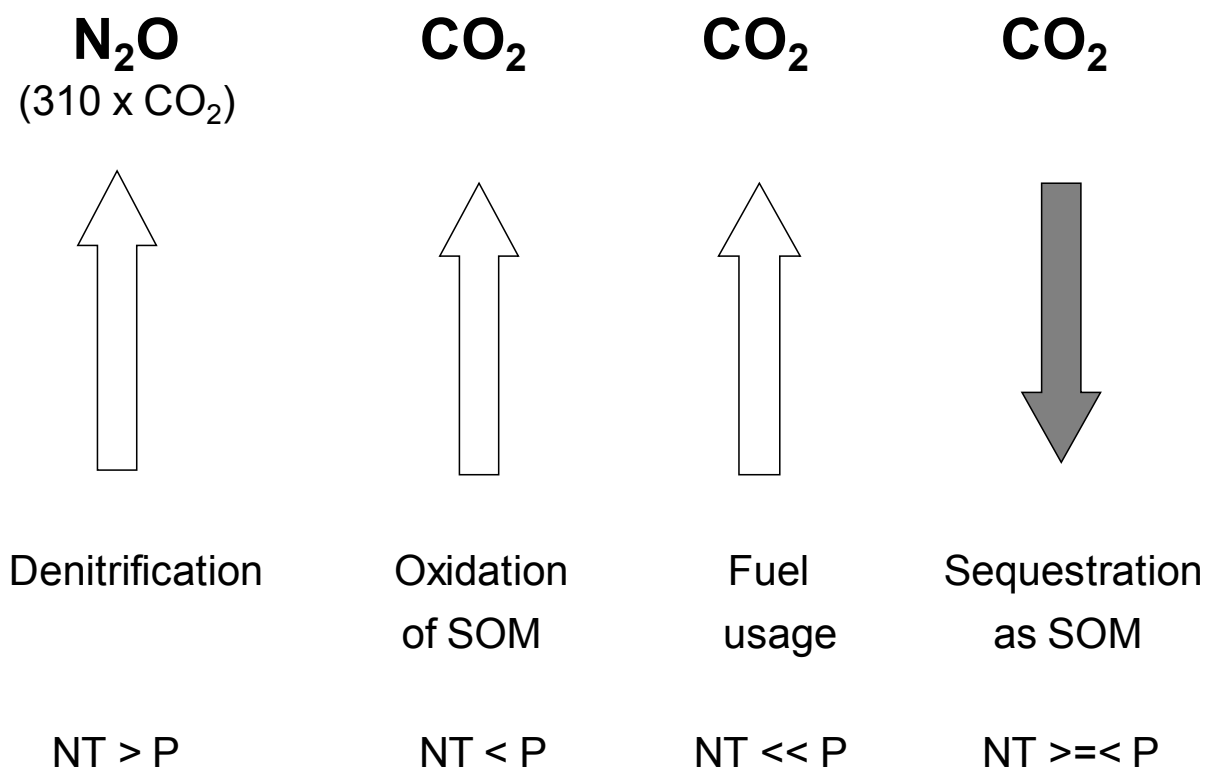 N₂O
(310 x CO₂)
CO₂
CO₂
CO₂
Denitrification
Oxidation
of SOM
Fuel
usage
Sequestration
as SOM
NT > P
NT < P
NT << P
NT >=< P